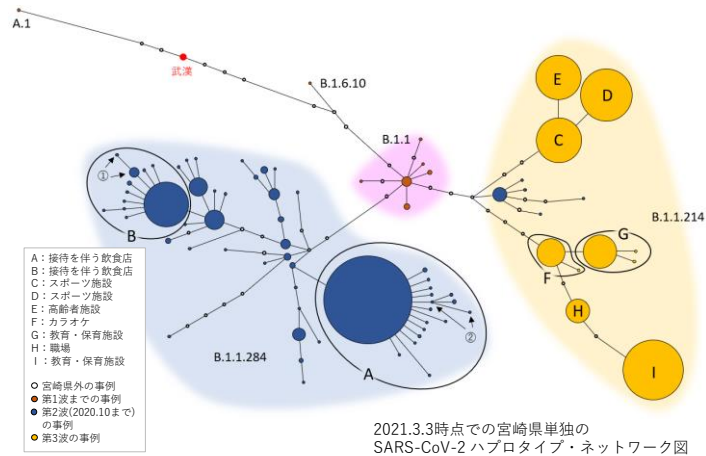 A.1
武漢
B.1.6.10
B.1.1
E
D
C
①
B
B.1.1.214
G
F
A：接待を伴う飲食店
B：接待を伴う飲食店
C：スポーツ施設
D：スポーツ施設
E：高齢者施設
F：カラオケ
G：教育・保育施設
H：職場
I：教育・保育施設
H
②
B.1.1.284
A
I
宮崎県外の事例
第1波までの事例
第2波(2020.10まで)
の事例
第3波の事例
2021.3.3時点での宮崎県単独の
SARS-CoV-2 ハプロタイプ・ネットワーク図